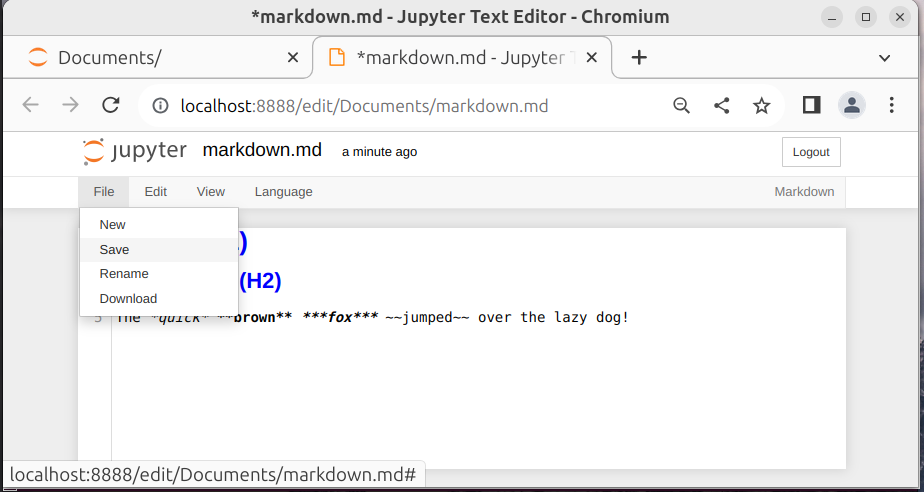 *markdown.md - Jupyter Text Editor - Chromium
Documents/
*markdown.md - Jupyter T
localhost:8888/edit/Documents/markdown.md
jupyter markdown.md a minute ago Logout
File Edit View Language Markdown
New
Save
Rename
Download
)
(H2)
5 The *quick* **brown** ***fox*** ~~jumped~~ over the lazy dog!
localhost:8888/edit/Documents/markdown.md#